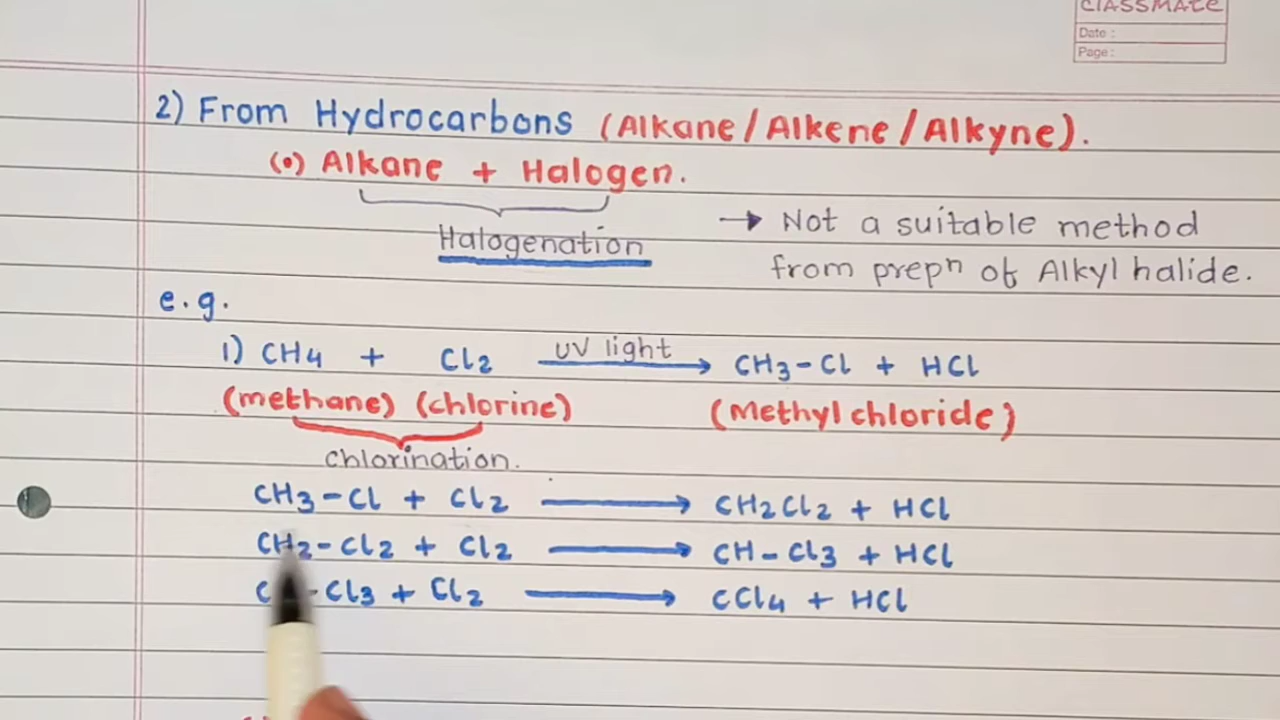 CLASSMATE
Date :
Page :
2) From Hydrocarbons (Alkane/Alkene/Alkyne).
(•) Alkane + Halogen.
Halogenation
→ Not a suitable method
from prepn of Alkyl halide.
e.g.
1) CH4 + Cl2 UV light → CH3-Cl + HCl
(methane) (chlorine) (Methyl chloride)
chlorination.
CH3-Cl + Cl2 → CH2Cl2 + HCl
CH2-Cl2 + Cl2 → CH-Cl3 + HCl
-Cl3 + Cl2 → CCl4 + HCl